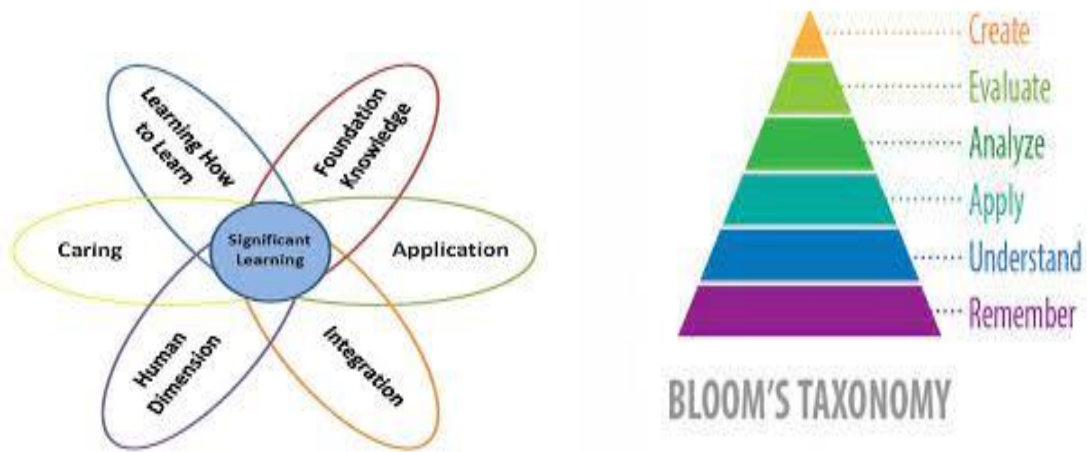 Learning How
to Learn
Foundation
Knowledge
Caring
Significant
Learning
Application
Human
Dimension
Integration
Create
Evaluate
Analyze
Apply
Understand
Remember
BLOOM'S TAXONOMY